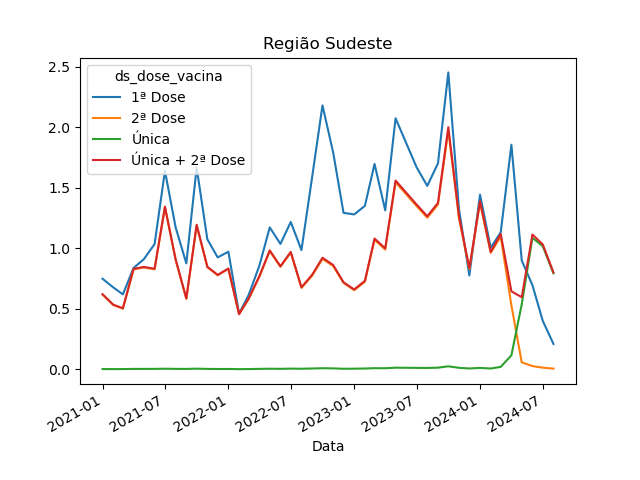 Região Sudeste
ds_dose_vacina
1ª Dose
2ª Dose
Única
Única + 2ª Dose
2.5
2.0
1.5
1.0
0.5
0.0
2021-01
2021-07
2022-01
2022-07
2023-01
2023-07
2024-01
2024-07
Data